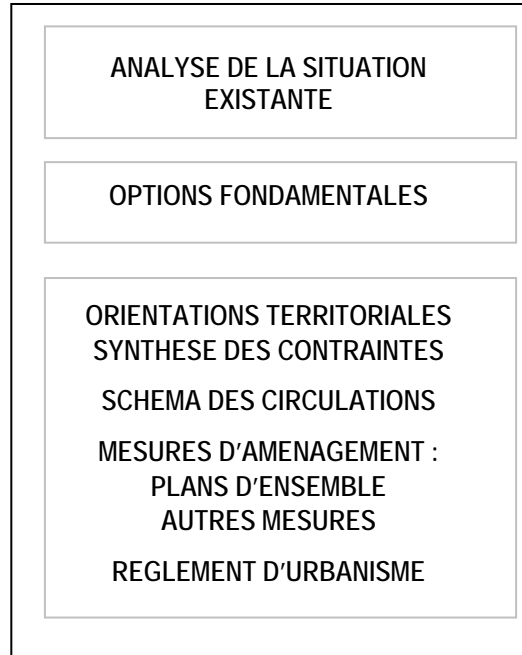 ANALYSE DE LA SITUATION
EXISTANTE
OPTIONS FONDAMENTALES
ORIENTATIONS TERRITORIALES
SYNTHESE DES CONTRAINTES
SCHEMA DES CIRCULATIONS
MESURES D'AMENAGEMENT :
PLANS D'ENSEMBLE
AUTRES MESURES
REGLEMENT D'URBANISME